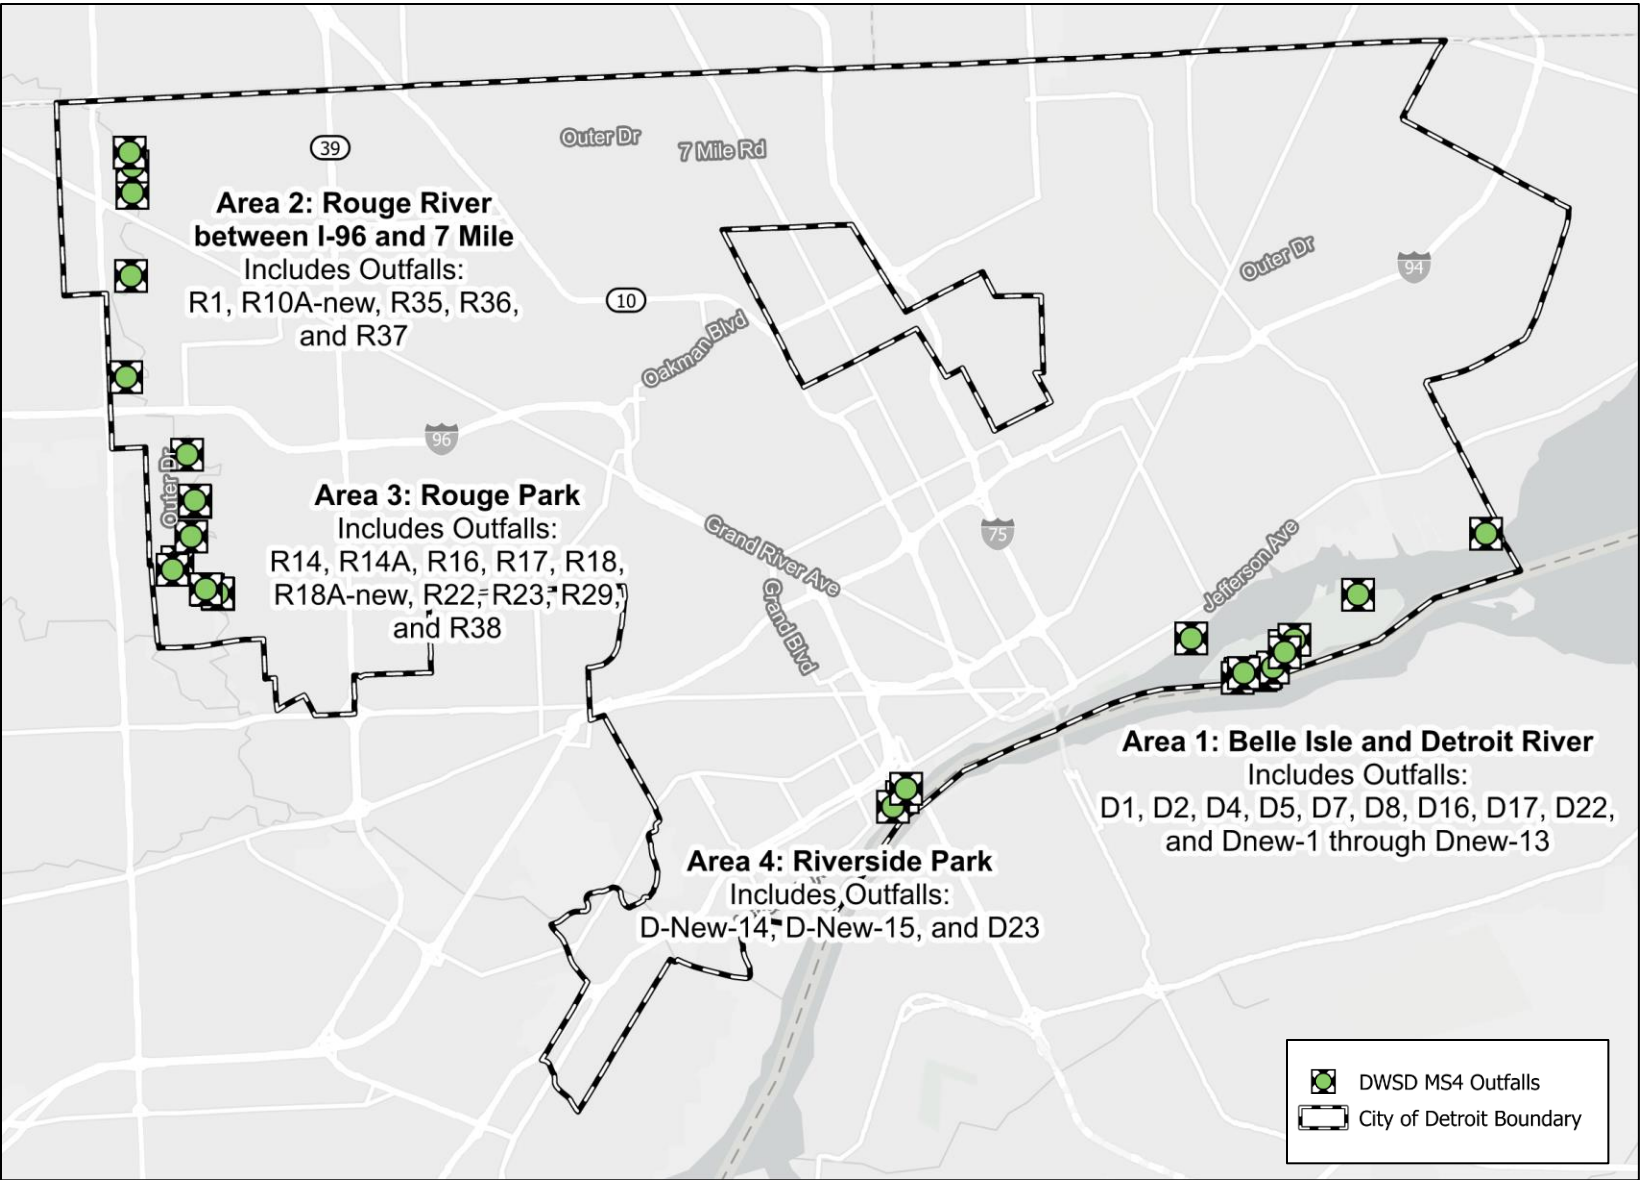 Outer Dr
7 Mile Rd
39
Area 2: Rouge River
between I-96 and 7 Mile
Includes Outfalls:
R1, R10A-new, R35, R36,
and R37
Outer Dr
94
10
Oakman Blvd
96
Outer Dr
Area 3: Rouge Park
Includes Outfalls:
R14, R14A, R16, R17, R18,
R18A-new, R22, R23, R29,
and R38
Grand River Ave
75
Jefferson Ave
Grand Blvd
Area 1: Belle Isle and Detroit River
Includes Outfalls:
D1, D2, D4, D5, D7, D8, D16, D17, D22,
and Dnew-1 through Dnew-13
Area 4: Riverside Park
Includes Outfalls:
D-New-14, D-New-15, and D23
DWSD MS4 Outfalls
City of Detroit Boundary